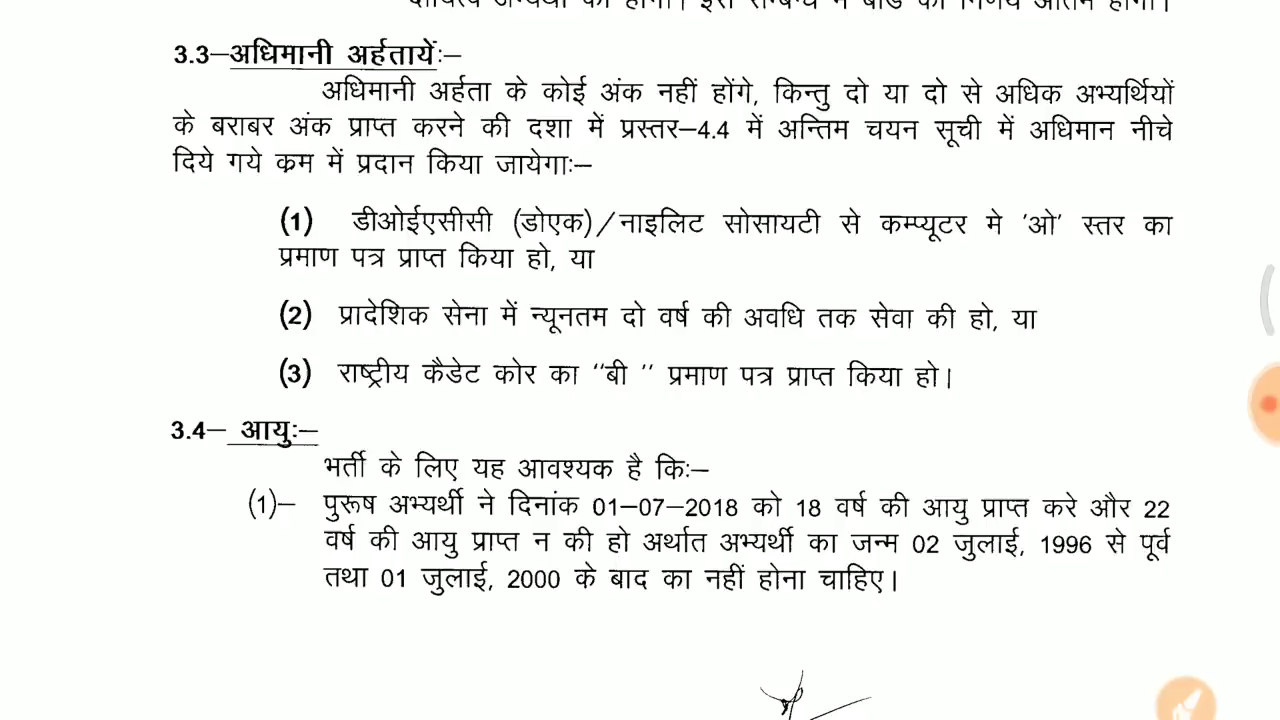 3.3–अधिमानी अर्हतायेंः–
अधिमानी अर्हता के कोई अंक नहीं होंगे, किन्तु दो या दो से अधिक अभ्यर्थियों
के बराबर अंक प्राप्त करने की दशा में प्रस्तर–4.4 में अन्तिम चयन सूची में अधिमान नीचे
दिये गये क्रम में प्रदान किया जायेगाः–
(1) डीओईएसीसी (डोएक)/नाइलिट सोसायटी से कम्प्यूटर मे 'ओ' स्तर का
प्रमाण पत्र प्राप्त किया हो, या
(2) प्रादेशिक सेना में न्यूनतम दो वर्ष की अवधि तक सेवा की हो, या
(3) राष्ट्रीय कैडेट कोर का ''बी '' प्रमाण पत्र प्राप्त किया हो।
3.4– आयुः–
भर्ती के लिए यह आवश्यक है किः–
(1)– पुरूष अभ्यर्थी ने दिनांक 01–07–2018 को 18 वर्ष की आयु प्राप्त करे और 22
वर्ष की आयु प्राप्त न की हो अर्थात अभ्यर्थी का जन्म 02 जुलाई, 1996 से पूर्व
तथा 01 जुलाई, 2000 के बाद का नहीं होना चाहिए।